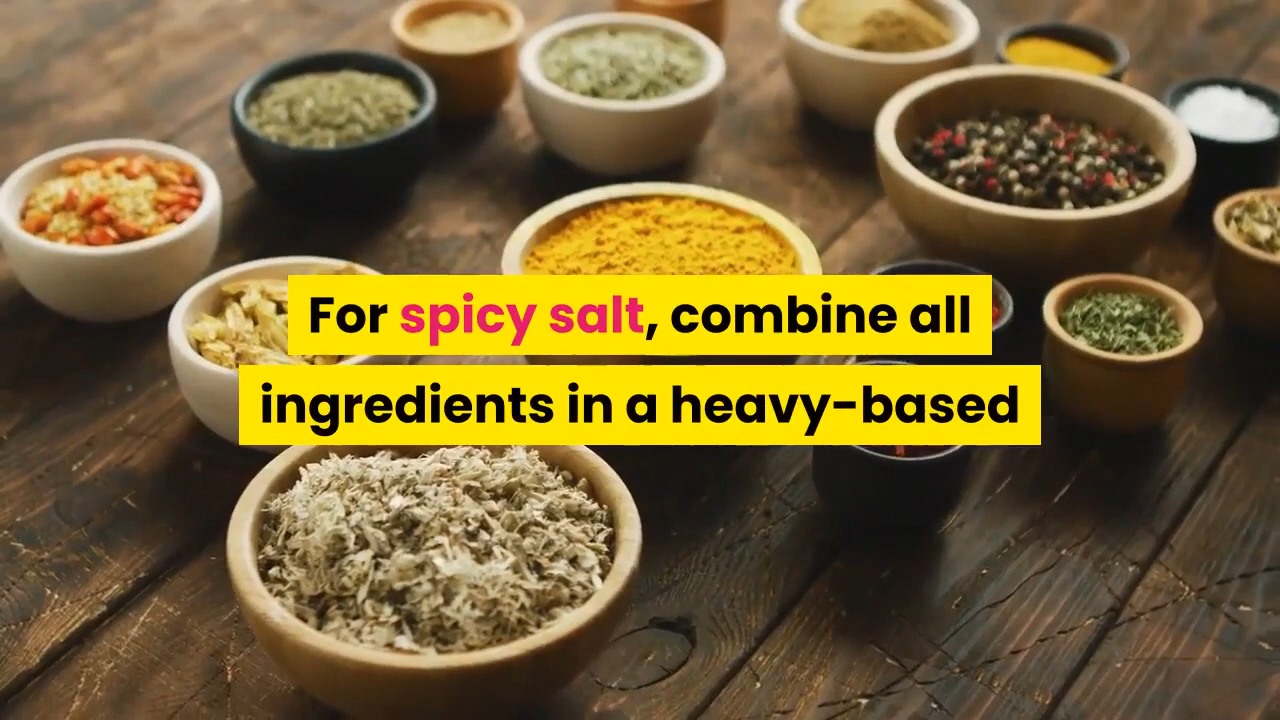 For spicy salt, combine all
ingredients in a heavy-based